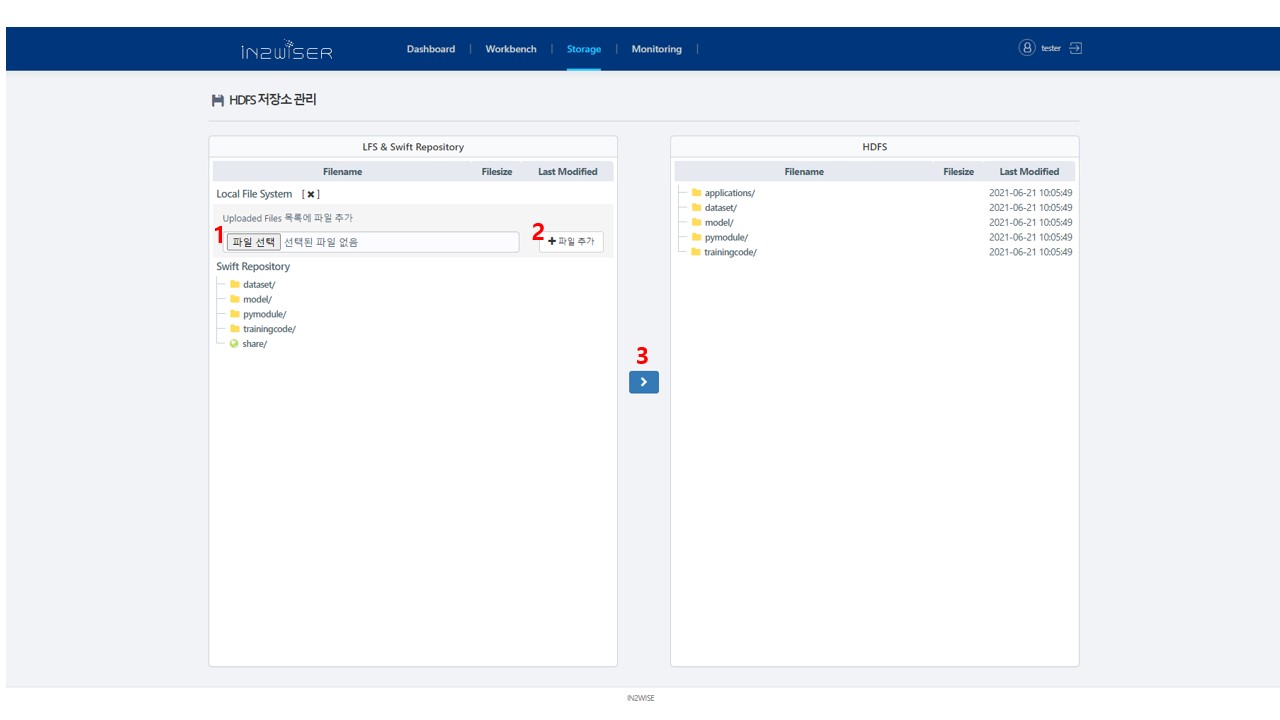 IN2WISER Dashboard | Workbench | Storage | Monitoring | tester
HDFS 저장소 관리
LFS & Swift Repository
Filename Filesize Last Modified
Local File System [ ✖ ]
Uploaded Files 목록에 파일 추가
1 파일 선택 선택된 파일 없음 2 ✚ 파일 추가
Swift Repository
dataset/
model/
pymodule/
trainingcode/
share/
3
HDFS
Filename Filesize Last Modified
applications/ 2021-06-21 10:05:49
dataset/ 2021-06-21 10:05:49
model/ 2021-06-21 10:05:49
pymodule/ 2021-06-21 10:05:49
trainingcode/ 2021-06-21 10:05:49
IN2WISE